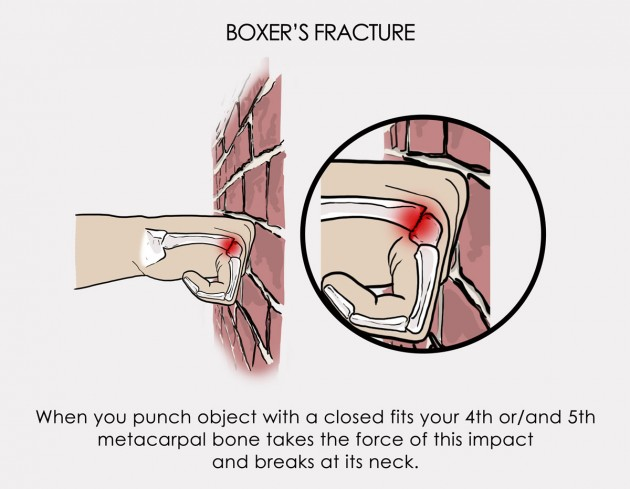 BOXER'S FRACTURE
When you punch object with a closed fits your 4th or/and 5th
metacarpal bone takes the force of this impact
and breaks at its neck.